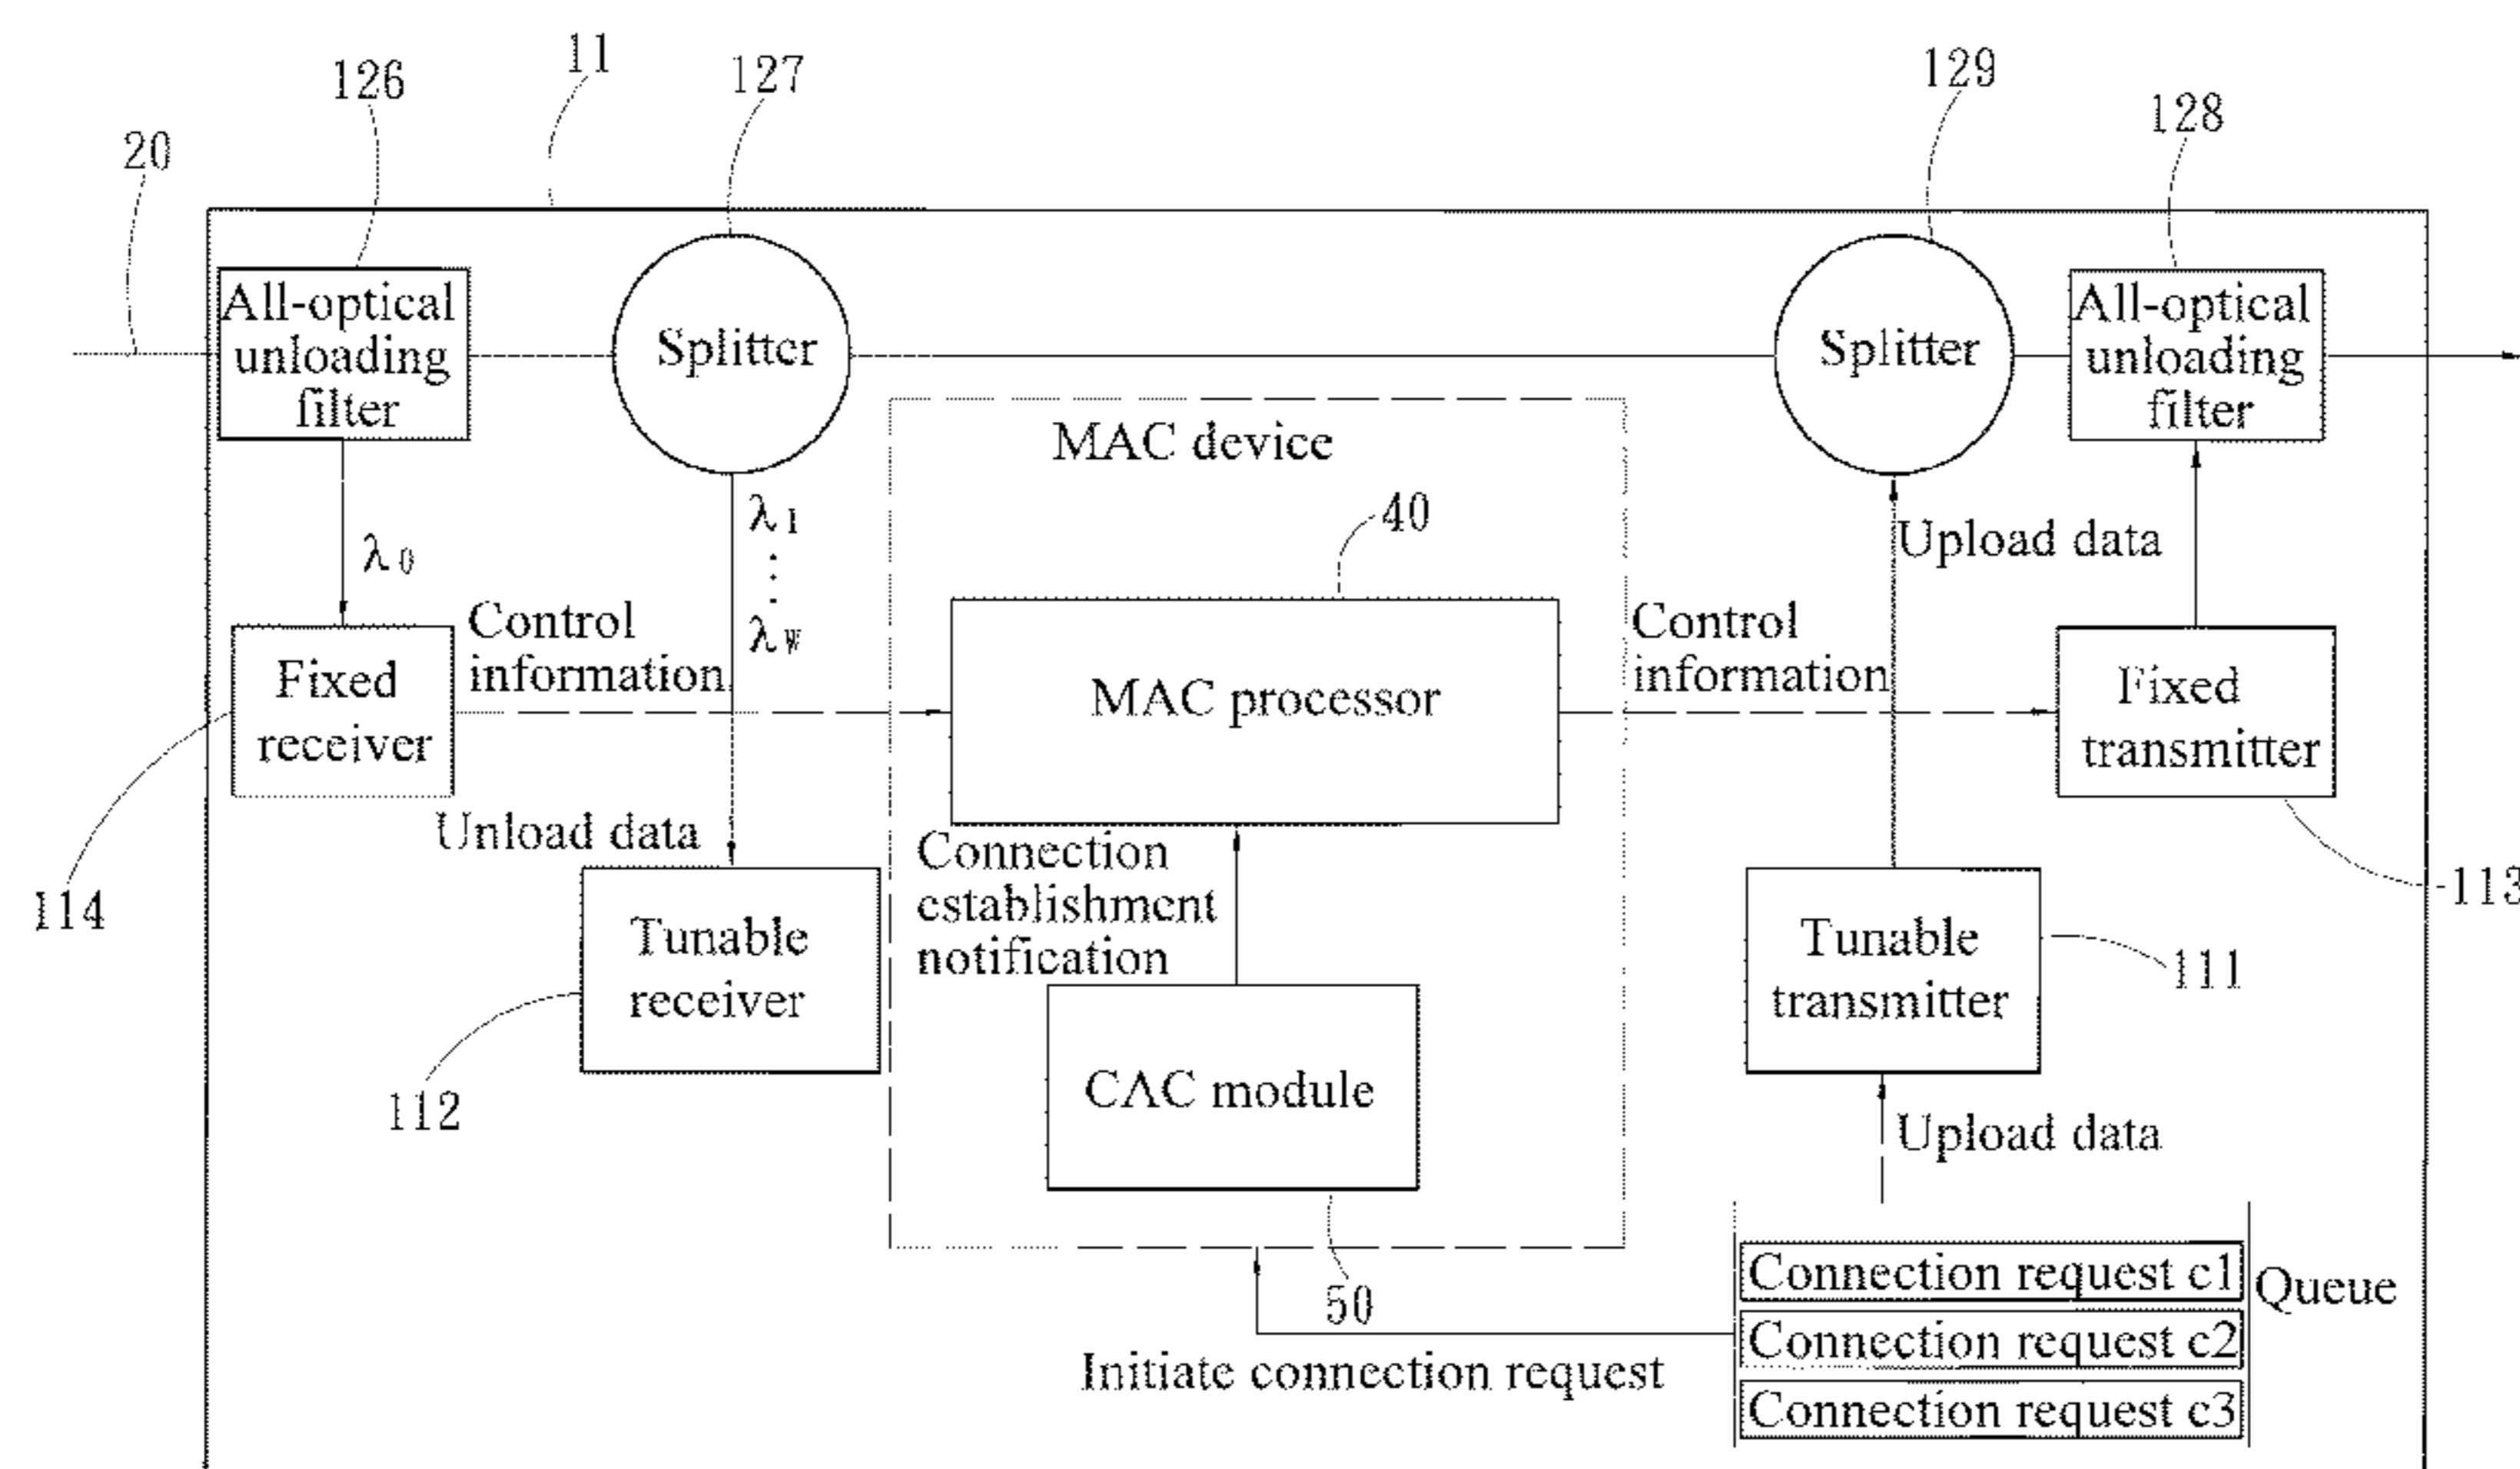 11
126
127
129
128
20
All-optical
unloading
filter
Splitter
Splitter
All-optical
unloading
filter
MAC device
λ1
λW
40
Upload data
λ0
Control
information
Control
information
Fixed
receiver
MAC processor
Fixed
transmitter
Unload data
Connection
establishment
notification
114
113
Tunable
receiver
Tunable
transmitter
111
112
CAC module
Upload data
50
Connection request c1
Queue
Connection request c2
Initiate connection request
Connection request c3